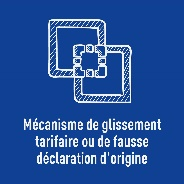 Mécanisme de glissement
tarifaire ou de fausse
déclaration d'origine